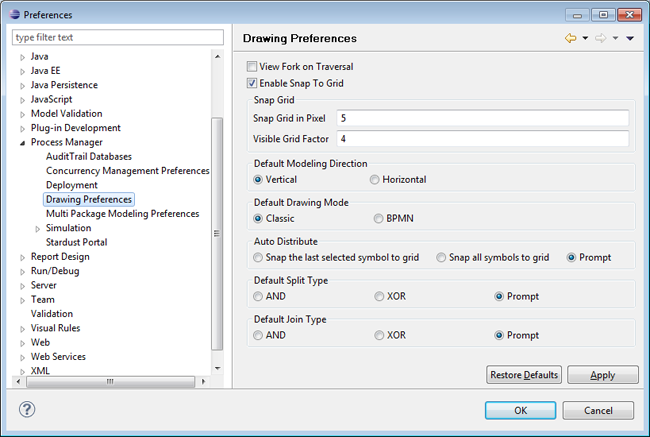 Preferences
type filter text
Java
Java EE
Java Persistence
JavaScript
Model Validation
Plug-in Development
Process Manager
AuditTrail Databases
Concurrency Management Preferences
Deployment
Drawing Preferences
Multi Package Modeling Preferences
Simulation
Stardust Portal
Report Design
Run/Debug
Server
Team
Validation
Visual Rules
Web
Web Services
XML
Drawing Preferences
View Fork on Traversal
Enable Snap To Grid
Snap Grid
Snap Grid in Pixel 5
Visible Grid Factor 4
Default Modeling Direction
Vertical Horizontal
Default Drawing Mode
Classic BPMN
Auto Distribute
Snap the last selected symbol to grid Snap all symbols to grid Prompt
Default Split Type
AND XOR Prompt
Default Join Type
AND XOR Prompt
Restore Defaults Apply
? OK Cancel